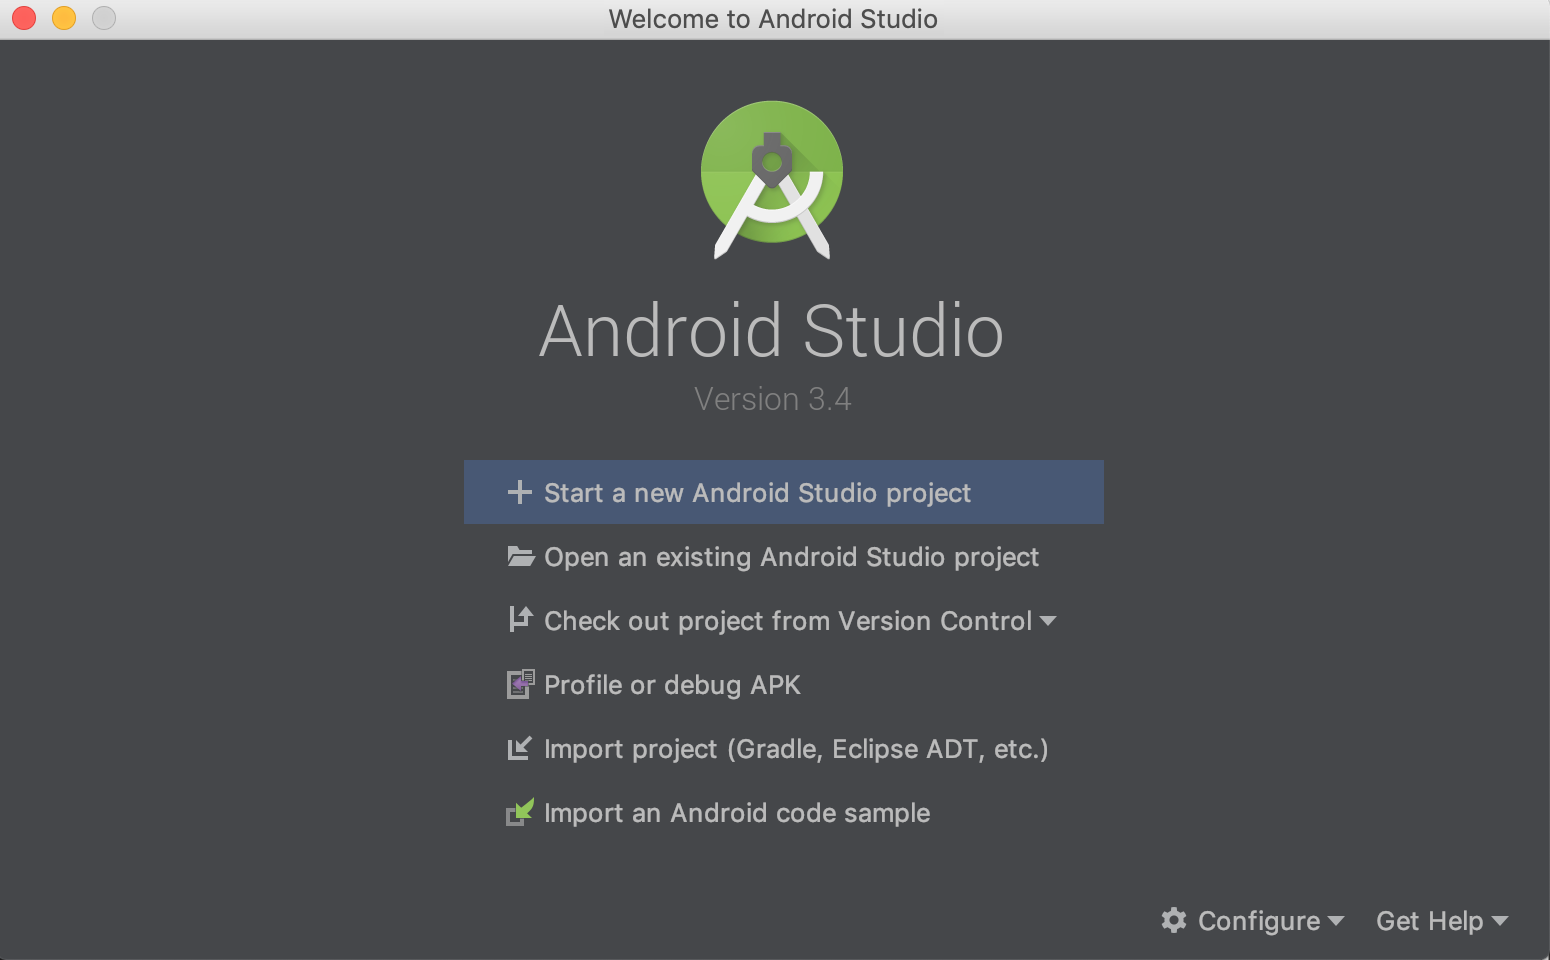 Welcome to Android Studio
Android Studio
Version 3.4
Start a new Android Studio project
Open an existing Android Studio project
Check out project from Version Control
Profile or debug APK
Import project (Gradle, Eclipse ADT, etc.)
Import an Android code sample
Configure Get Help